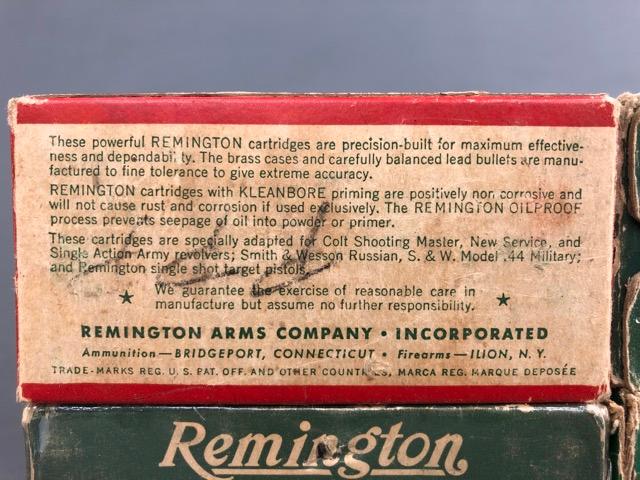 These powerful REMINGTON cartridges are precision-built for maximum effective-
ness and dependability. The brass cases and carefully balanced lead bullets are manu-
factured to fine tolerance to give extreme accuracy.
REMINGTON cartridges with KLEANBORE priming are positively non corrosive and
will not cause rust and corrosion if used exclusively. The REMINGTON OILPROOF
process prevents seepage of oil into powder or primer.
These cartridges are specially adapted for Colt Shooting Master, New Service, and
Single Action Army revolvers; Smith & Wesson Russian, S. & W. Model .44 Military;
and Remington single shot target pistols.
★ We guarantee the exercise of reasonable care in
manufacture but assume no further responsibility. ★
REMINGTON ARMS COMPANY • INCORPORATED
Ammunition—BRIDGEPORT, CONNECTICUT • Firearms—ILION, N. Y.
TRADE-MARKS REG. U. S. PAT. OFF. AND OTHER COUNTRIES, MARCA REG. MARQUE DEPOSÉE
Remington